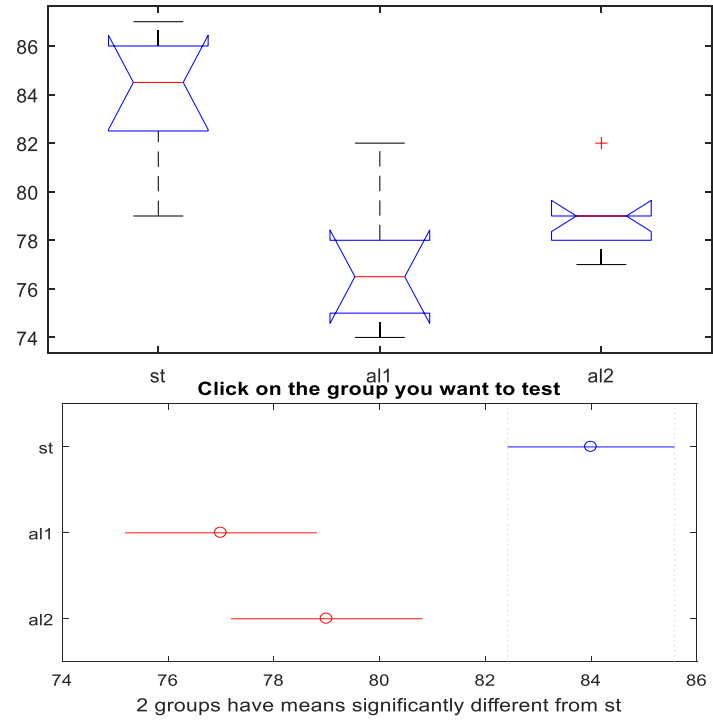 86
84
82
80
78
76
74
st al1 al2
Click on the group you want to test
st
al1
al2
74 76 78 80 82 84 86
2 groups have means significantly different from st